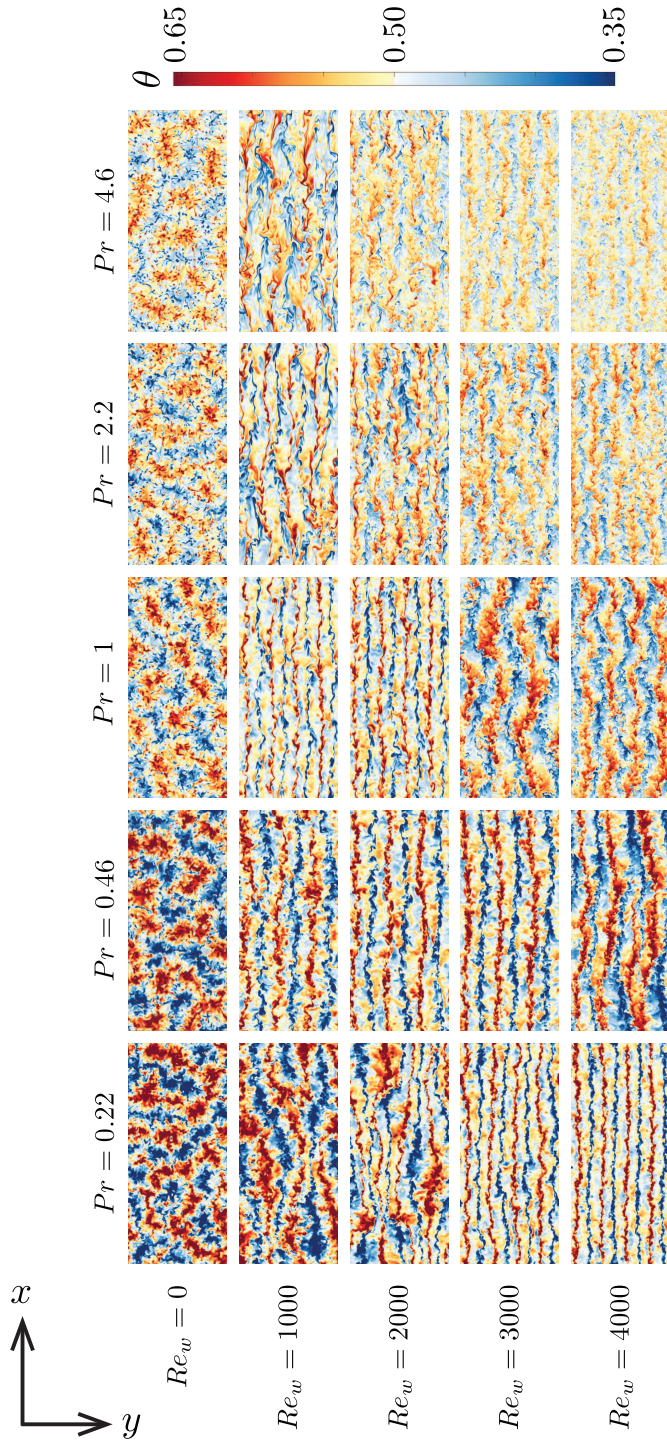 x
y
Pr = 0.22
Pr = 0.46
Pr = 1
Pr = 2.2
Pr = 4.6
θ
0.65
0.50
0.35
Re_w = 0
Re_w = 1000
Re_w = 2000
Re_w = 3000
Re_w = 4000